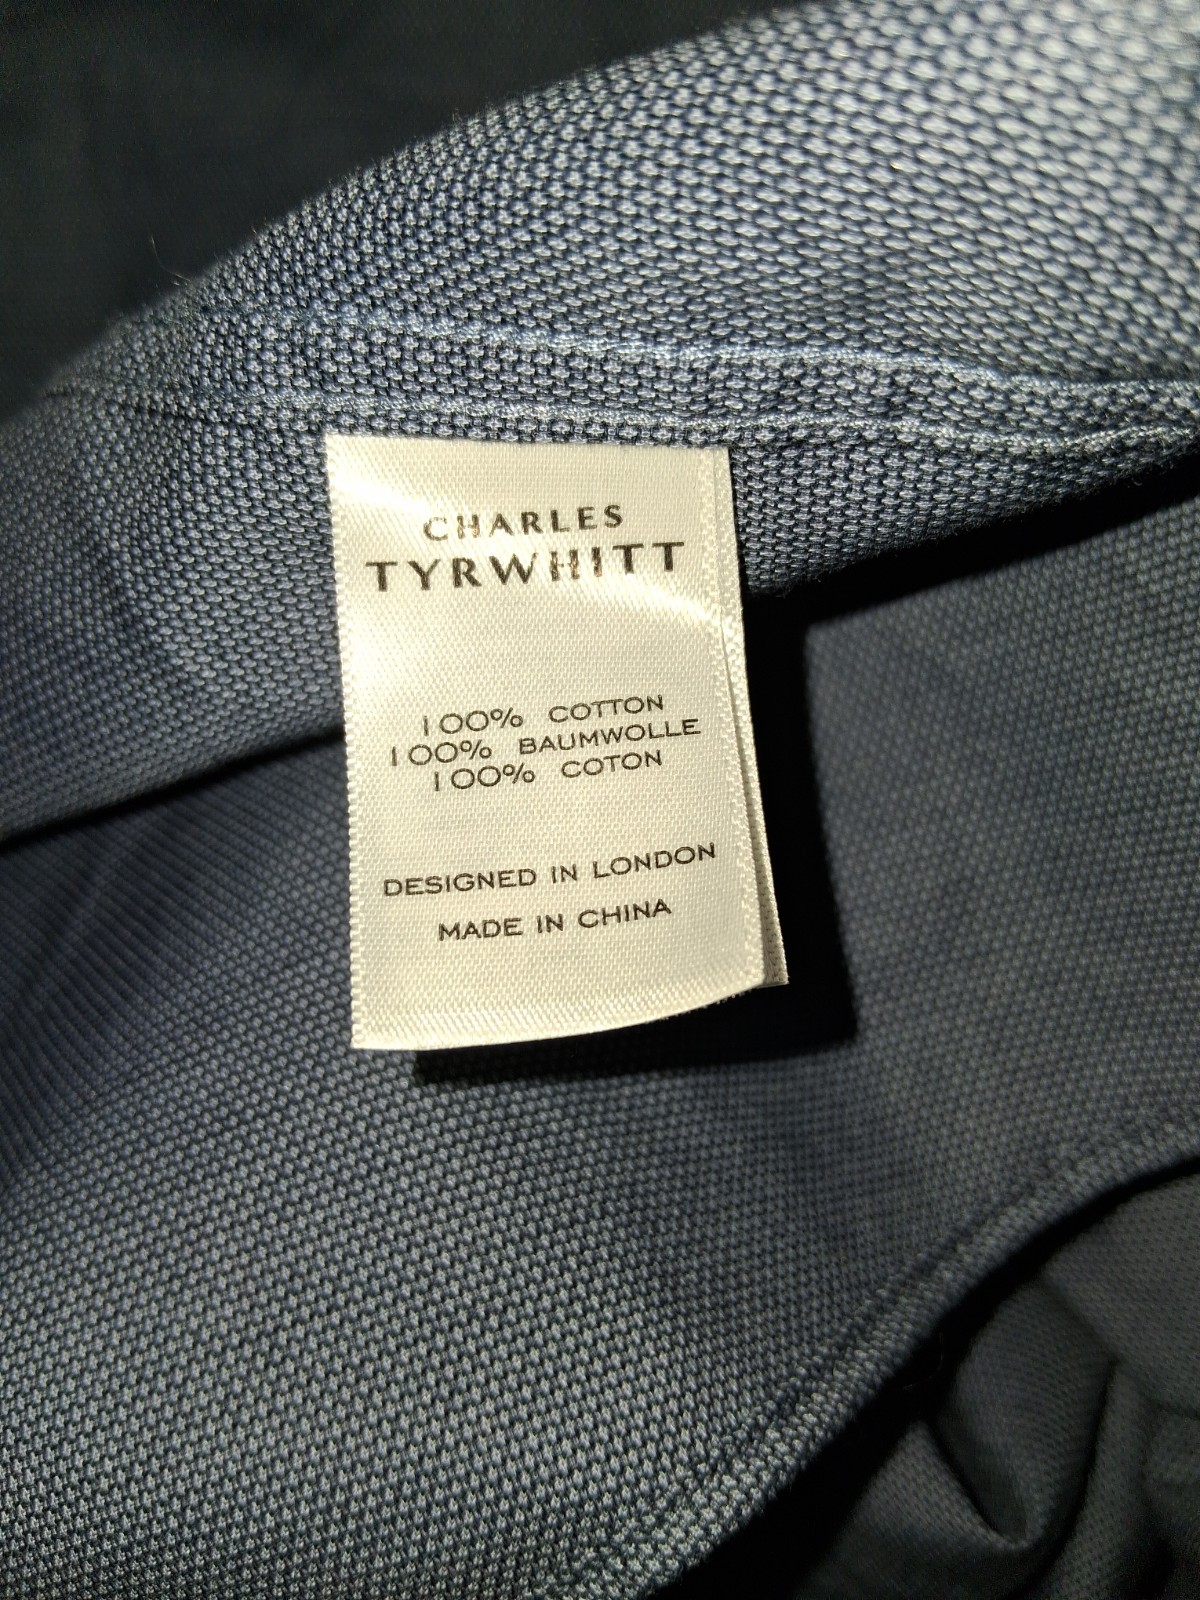 CHARLES
TYRWHITT
100% COTTON
100% BAUMWOLLE
100% COTON
DESIGNED IN LONDON
MADE IN CHINA